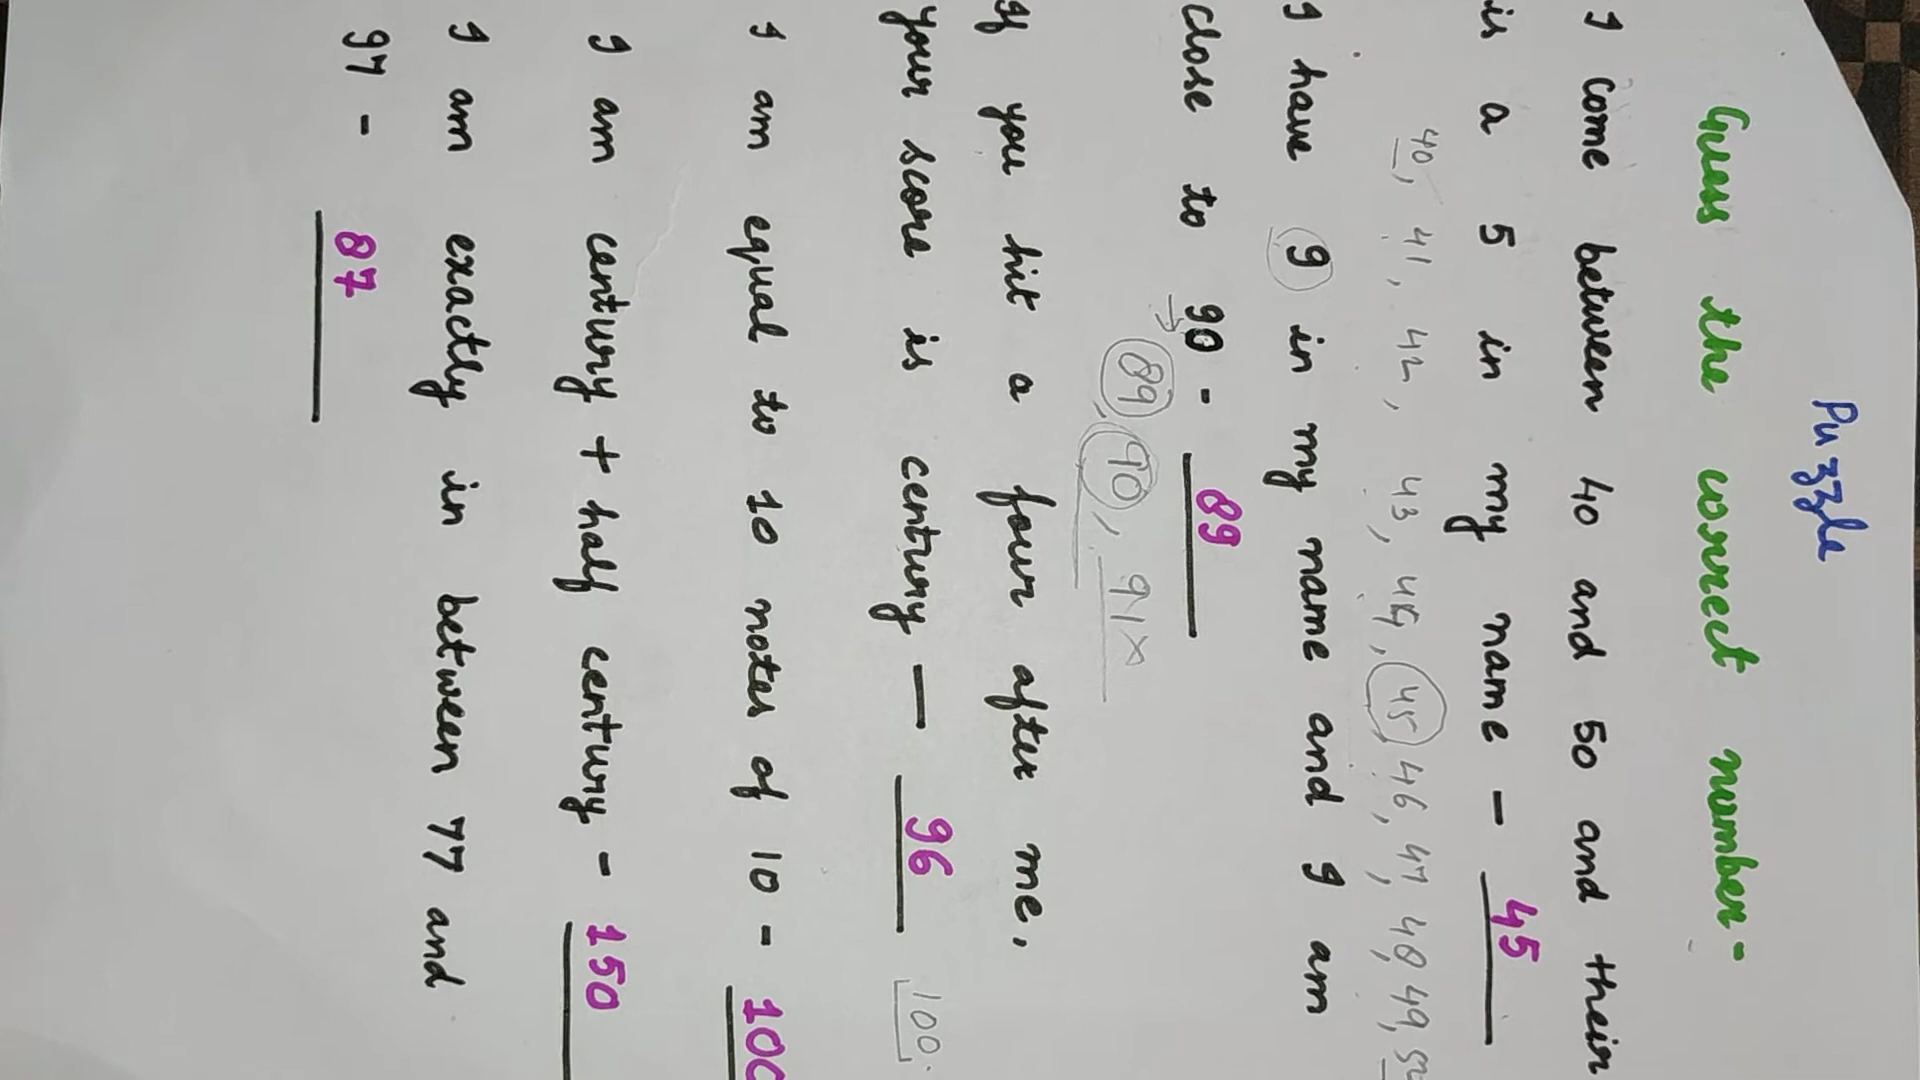 Puzzle
Guess the correct number-
I come between 40 and 50 and their
is a 5 in my name - 45
40, 41, 42, 43, 44, 45, 46, 47, 48, 49,
I have 9 in my name and I am
close to 90 - 89
89, 90, 91 x
If you hit a four after me,
your score is century — 96 100
I am equal to 10 notes of 10 - 100
I am century + half century - 150
I am exactly in between 77 and
97 - 87